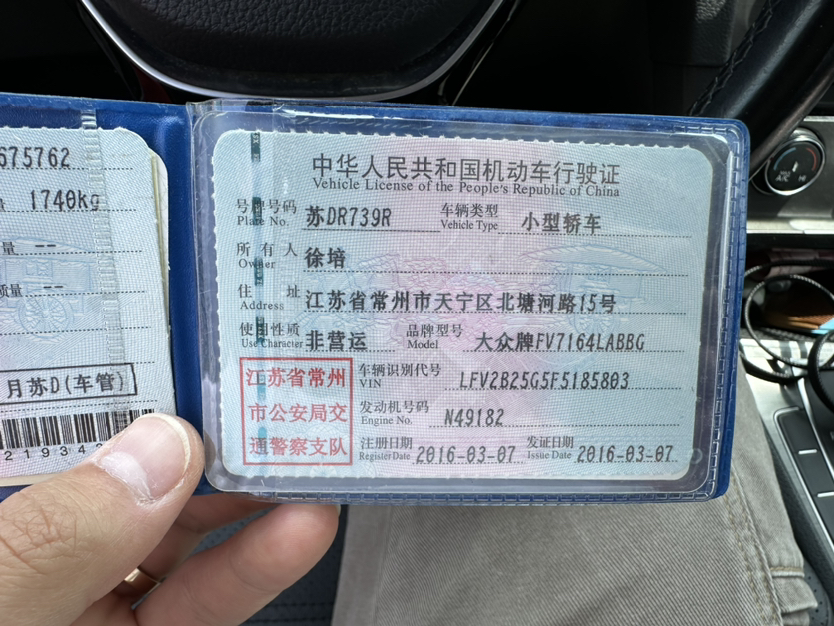 675762
量 1740kg
量 --
质量 --
月苏D(车管)
中华人民共和国机动车行驶证
Vehicle License of the People's Republic of China
号牌号码 苏DR739R 车辆类型 小型轿车
Plate No. Vehicle Type
所有人 徐培
Owner
住址 江苏省常州市天宁区北塘河路15号
Address
使用性质 非营运 品牌型号 大众牌FV7164LABBG
Use Character Model
江苏省常州
市公安局交
通警察支队
车辆识别代号 LFV2B25G5F5185803
VIN
发动机号码 N49182
Engine No.
注册日期 2016-03-07 发证日期 2016-03-07
Register Date Issue Date